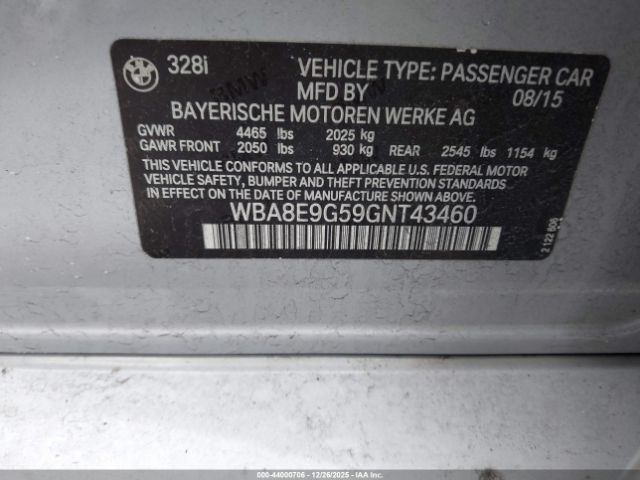 328i VEHICLE TYPE: PASSENGER CAR
MFD BY 08/15
BAYERISCHE MOTOREN WERKE AG
GVWR 4465 lbs 2025 kg
GAWR FRONT 2050 lbs 930 kg REAR 2545 lbs 1154 kg
THIS VEHICLE CONFORMS TO ALL APPLICABLE U.S. FEDERAL MOTOR
VEHICLE SAFETY, BUMPER AND THEFT PREVENTION STANDARDS
IN EFFECT ON THE DATE OF MANUFACTURE SHOWN ABOVE.
WBA8E9G59GNT43460
2 122 606
000-44000706 | 12/26/2025 | IAA Inc.